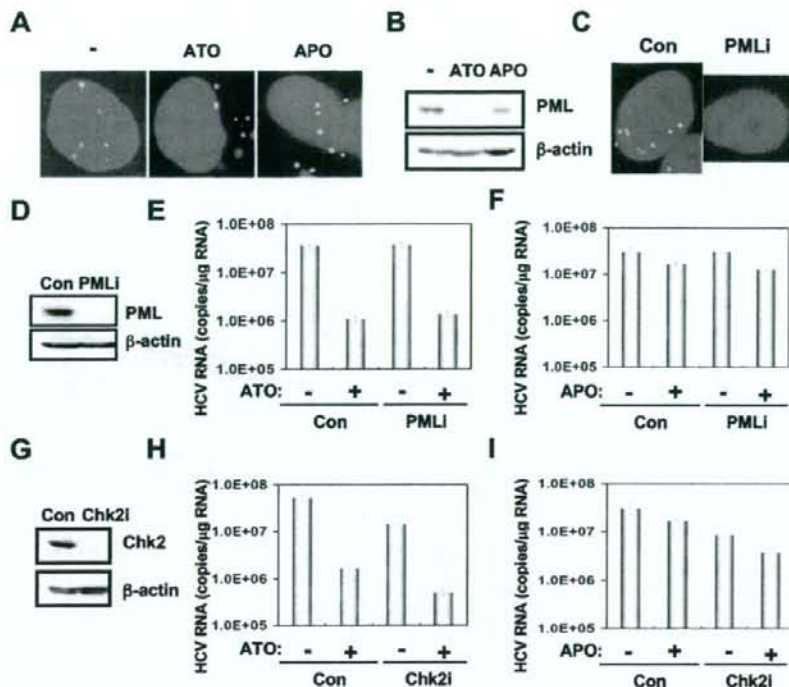 A
- ATO APO
B
- ATO APO
PML
β-actin
C
Con PMLi
D
Con PMLi
PML
β-actin
E
HCV RNA (copies/µg RNA)
1.0E+08
1.0E+07
1.0E+06
1.0E+05
ATO: - + - +
Con PMLi
F
HCV RNA (copies/µg RNA)
1.0E+08
1.0E+07
1.0E+06
1.0E+05
APO: - + - +
Con PMLi
G
Con Chk2i
Chk2
β-actin
H
HCV RNA (copies/µg RNA)
1.0E+08
1.0E+07
1.0E+06
1.0E+05
ATO: - + - +
Con Chk2i
I
HCV RNA (copies/µg RNA)
1.0E+08
1.0E+07
1.0E+06
1.0E+05
APO: - + - +
Con Chk2i